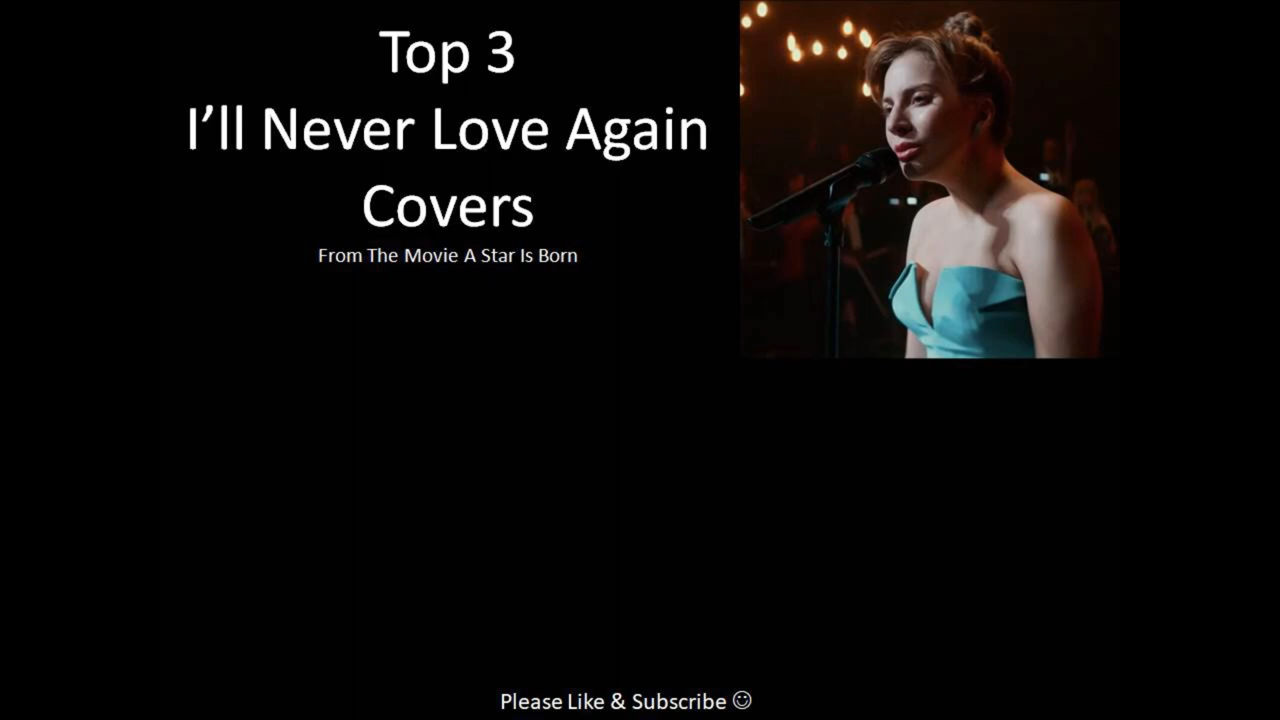 Top 3
I’ll Never Love Again
Covers
From The Movie A Star Is Born
Please Like & Subscribe ☺